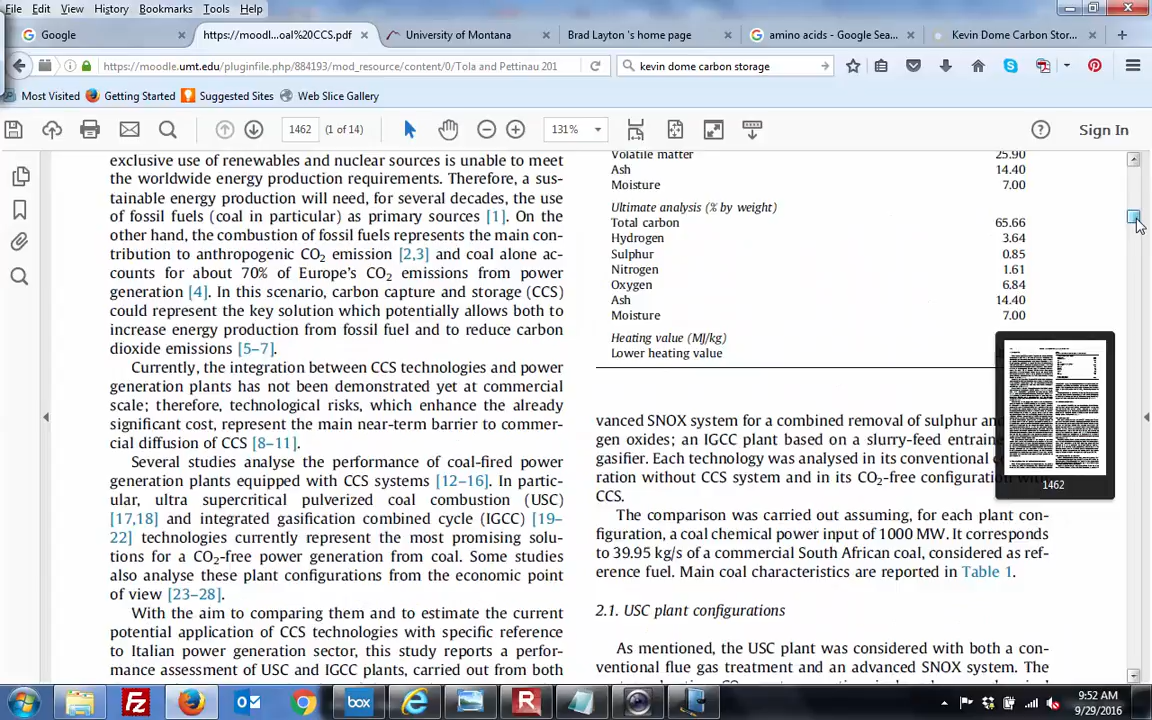 File Edit View History Bookmarks Tools Help
Google
https://moodl...oal%20CCS.pdf
University of Montana
Brad Layton 's home page
amino acids - Google Sea...
Kevin Dome Carbon Stor...
https://moodle.umt.edu/pluginfile.php/884193/mod_resource/content/0/Tola and Pettinau 201
kevin dome carbon storage
Most Visited Getting Started Suggested Sites Web Slice Gallery
1462 (1 of 14) 131% Sign In
exclusive use of renewables and nuclear sources is unable to meet
the worldwide energy production requirements. Therefore, a sus-
tainable energy production will need, for several decades, the use
of fossil fuels (coal in particular) as primary sources [1]. On the
other hand, the combustion of fossil fuels represents the main con-
tribution to anthropogenic CO₂ emission [2,3] and coal alone ac-
counts for about 70% of Europe's CO₂ emissions from power
generation [4]. In this scenario, carbon capture and storage (CCS)
could represent the key solution which potentially allows both to
increase energy production from fossil fuel and to reduce carbon
dioxide emissions [5–7].
Currently, the integration between CCS technologies and power
generation plants has not been demonstrated yet at commercial
scale; therefore, technological risks, which enhance the already
significant cost, represent the main near-term barrier to commer-
cial diffusion of CCS [8–11].
Several studies analyse the performance of coal-fired power
generation plants equipped with CCS systems [12–16]. In particu-
lar, ultra supercritical pulverized coal combustion (USC)
[17,18] and integrated gasification combined cycle (IGCC) [19–
22] technologies currently represent the most promising solu-
tions for a CO₂-free power generation from coal. Some studies
also analyse these plant configurations from the economic point
of view [23–28].
With the aim to comparing them and to estimate the current
potential application of CCS technologies with specific reference
to Italian power generation sector, this study reports a perfor-
mance assessment of USC and IGCC plants, carried out from both
Volatile matter 25.90
Ash 14.40
Moisture 7.00
Ultimate analysis (% by weight)
Total carbon 65.66
Hydrogen 3.64
Sulphur 0.85
Nitrogen 1.61
Oxygen 6.84
Ash 14.40
Moisture 7.00
Heating value (MJ/kg)
Lower heating value
vanced SNOX system for a combined removal of sulphur and
gen oxides; an IGCC plant based on a slurry-feed entraine
gasifier. Each technology was analysed in its conventional c
ration without CCS system and in its CO₂-free configuration with
CCS.
The comparison was carried out assuming, for each plant con-
figuration, a coal chemical power input of 1000 MW. It corresponds
to 39.95 kg/s of a commercial South African coal, considered as ref-
erence fuel. Main coal characteristics are reported in Table 1.
2.1. USC plant configurations
As mentioned, the USC plant was considered with both a con-
ventional flue gas treatment and an advanced SNOX system. The
1462
box
9:52 AM
9/29/2016